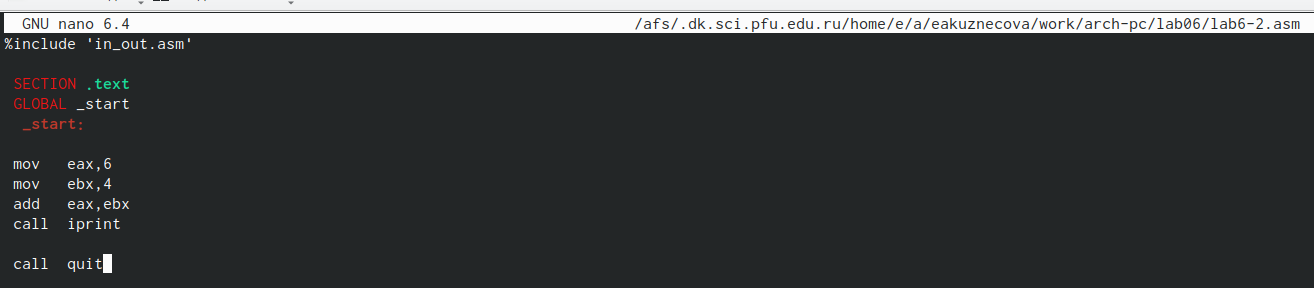 GNU nano 6.4 /afs/.dk.sci.pfu.edu.ru/home/e/a/eakuznecova/work/arch-pc/lab06/lab6-2.asm
%include 'in_out.asm'
SECTION .text
GLOBAL _start
_start:
mov eax,6
mov ebx,4
add eax,ebx
call iprint
call quit